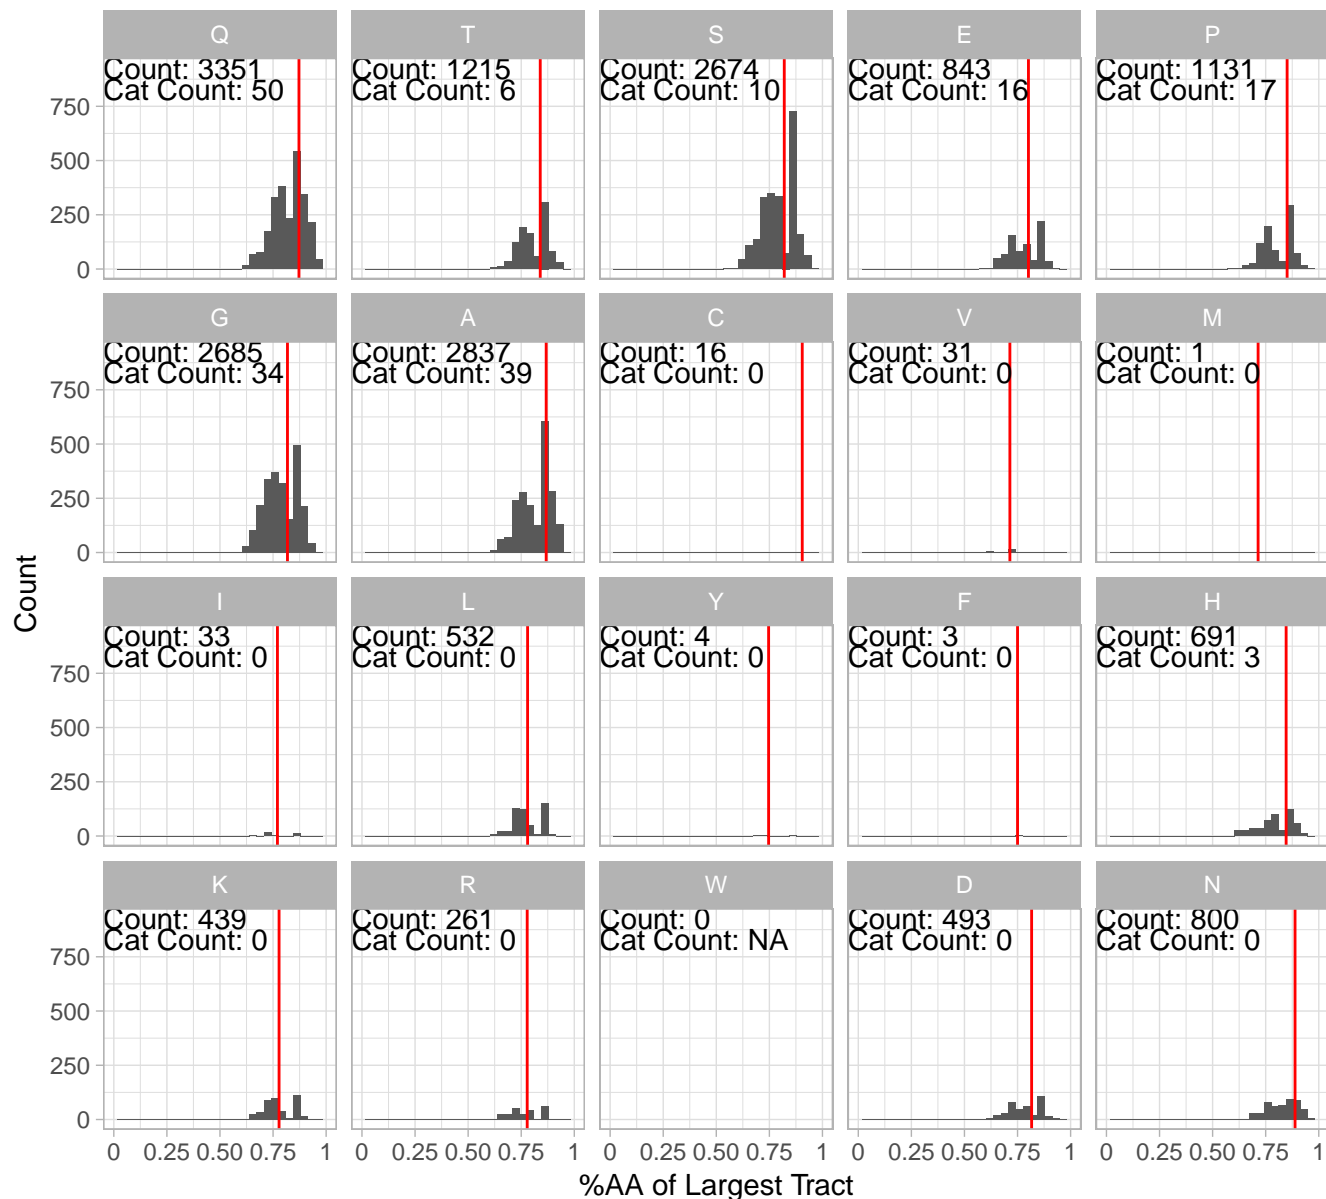 Q T S E P
Count: 3351 Count: 1215 Count: 2674 Count: 843 Count: 1131
Cat Count: 50 Cat Count: 6 Cat Count: 10 Cat Count: 16 Cat Count: 17
750
500
250
0
G A C V M
Count: 2685 Count: 2837 Count: 16 Count: 31 Count: 1
Cat Count: 34 Cat Count: 39 Cat Count: 0 Cat Count: 0 Cat Count: 0
750
500
250
0
Count
I L Y F H
Count: 33 Count: 532 Count: 4 Count: 3 Count: 691
Cat Count: 0 Cat Count: 0 Cat Count: 0 Cat Count: 0 Cat Count: 3
750
500
250
0
K R W D N
Count: 439 Count: 261 Count: 0 Count: 493 Count: 800
Cat Count: 0 Cat Count: 0 Cat Count: NA Cat Count: 0 Cat Count: 0
750
500
250
0
0 0.25 0.50 0.75 1 0 0.25 0.50 0.75 1 0 0.25 0.50 0.75 1 0 0.25 0.50 0.75 1 0 0.25 0.50 0.75 1
%AA of Largest Tract